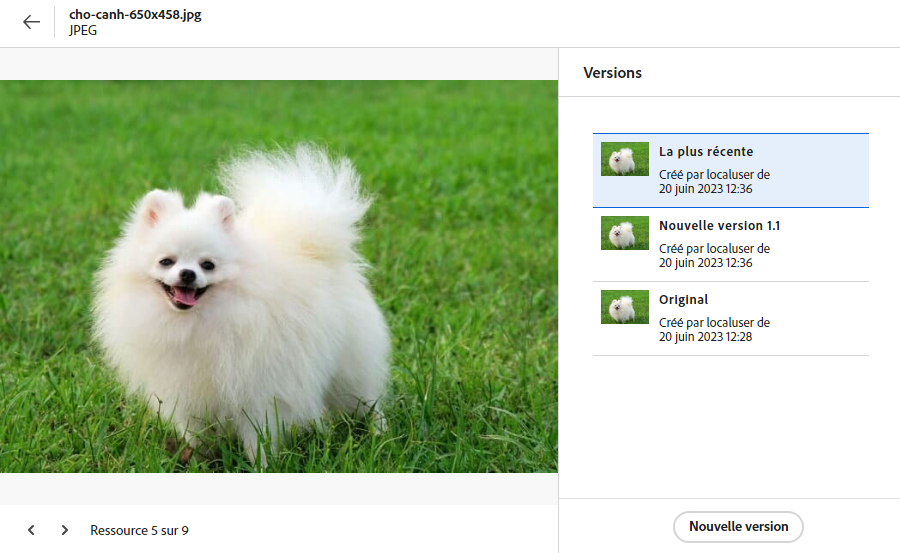 cho-canh-650x458.jpg
JPEG
Versions
La plus récente
Créé par localuser de
20 juin 2023 12:36
Nouvelle version 1.1
Créé par localuser de
20 juin 2023 12:36
Original
Créé par localuser de
20 juin 2023 12:28
Ressource 5 sur 9
Nouvelle version